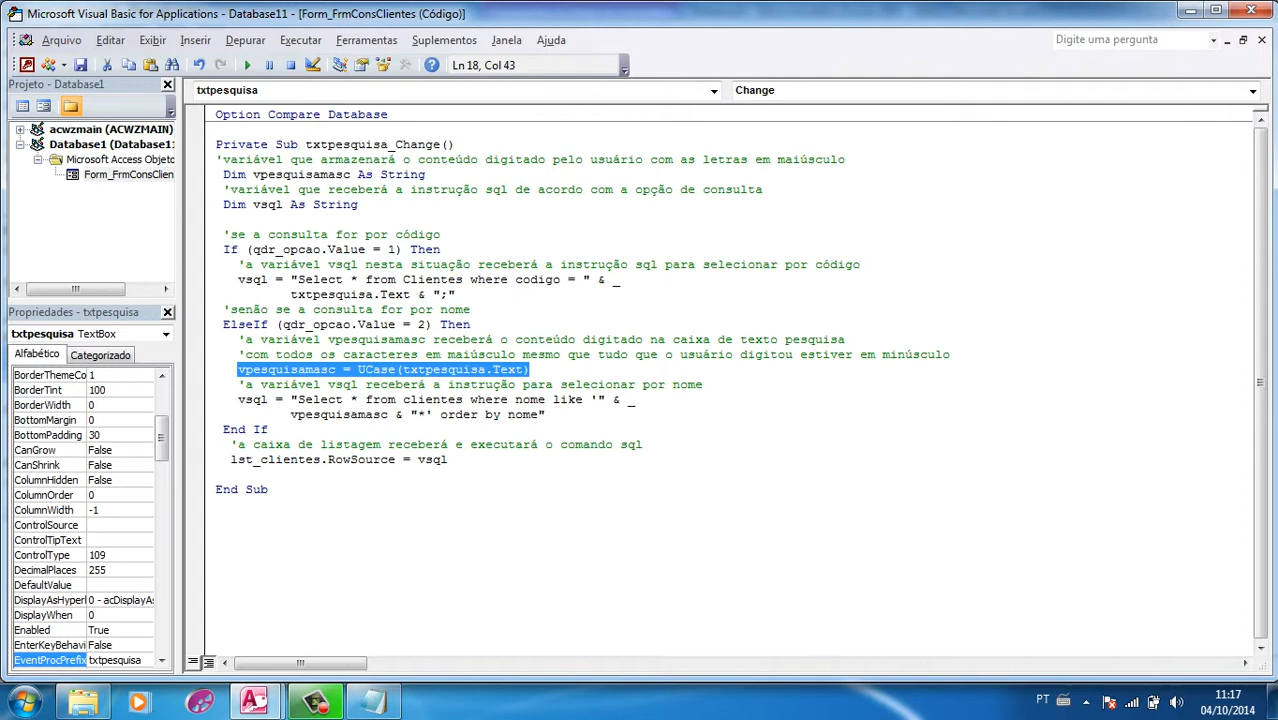 Microsoft Visual Basic for Applications - Database11 - [Form_FrmConsClientes (Código)]
Arquivo Editar Exibir Inserir Depurar Executar Ferramentas Suplementos Janela Ajuda
Digite uma pergunta
Ln 18, Col 43
Projeto - Database1
acwzmain (ACWZMAIN)
Database1 (Database11
Microsoft Access Objeto
Form_FrmConsClien
Propriedades - txtpesquisa
txtpesquisa TextBox
Alfabético Categorizado
BorderThemeCo 1
BorderTint 100
BorderWidth 0
BottomMargin 0
BottomPadding 30
CanGrow False
CanShrink False
ColumnHidden False
ColumnOrder 0
ColumnWidth -1
ControlSource
ControlTipText
ControlType 109
DecimalPlaces 255
DefaultValue
DisplayAsHyperl 0 - acDisplayAs
DisplayWhen 0
Enabled True
EnterKeyBehavi False
EventProcPrefix txtpesquisa
txtpesquisa Change
Option Compare Database
Private Sub txtpesquisa_Change()
'variável que armazenará o conteúdo digitado pelo usuário com as letras em maiúsculo
Dim vpesquisamasc As String
'variável que receberá a instrução sql de acordo com a opção de consulta
Dim vsql As String
'se a consulta for por código
If (qdr_opcao.Value = 1) Then
'a variável vsql nesta situação receberá a instrução sql para selecionar por código
vsql = "Select * from Clientes where codigo = " & _
txtpesquisa.Text & ";"
'senão se a consulta for por nome
ElseIf (qdr_opcao.Value = 2) Then
'a variável vpesquisamasc receberá o conteúdo digitado na caixa de texto pesquisa
'com todos os caracteres em maiúsculo mesmo que tudo que o usuário digitou estiver em minúsculo
vpesquisamasc = UCase(txtpesquisa.Text)
'a variável vsql receberá a instrução para selecionar por nome
vsql = "Select * from clientes where nome like '" & _
vpesquisamasc & "*' order by nome"
End If
'a caixa de listagem receberá e executará o comando sql
lst_clientes.RowSource = vsql
End Sub
PT
11:17
04/10/2014